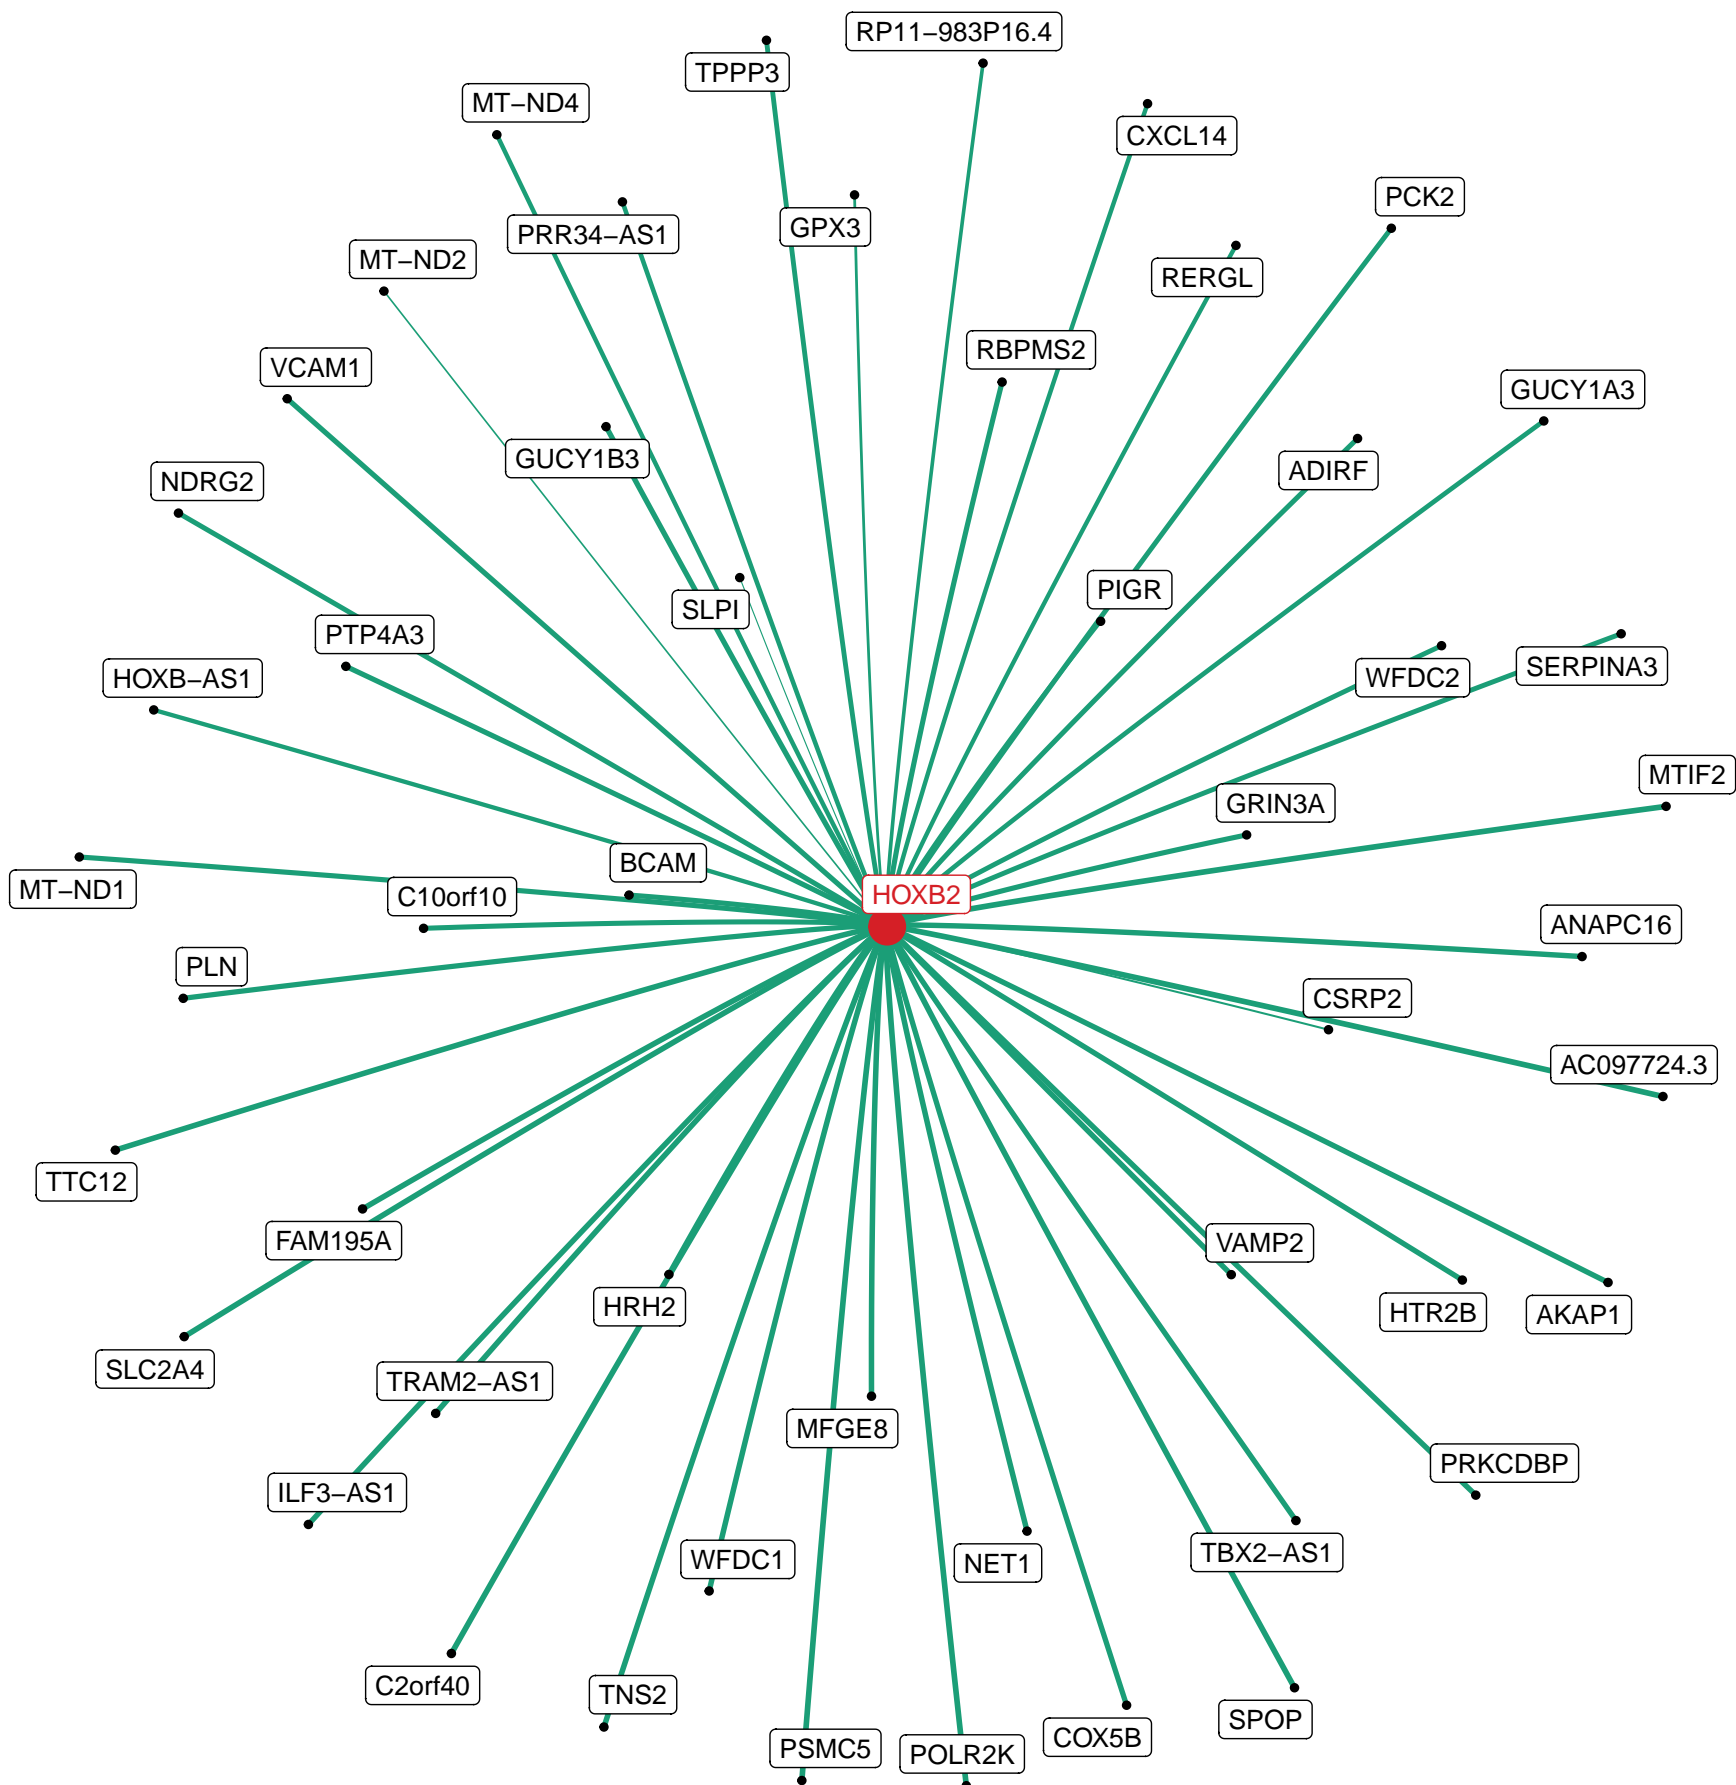 RP11−983P16.4
TPPP3
MT−ND4
CXCL14
PCK2
GPX3
PRR34−AS1
MT−ND2
RERGL
RBPMS2
VCAM1
GUCY1A3
GUCY1B3
ADIRF
NDRG2
PIGR
SLPI
PTP4A3
SERPINA3
HOXB−AS1
WFDC2
MTIF2
GRIN3A
BCAM
MT−ND1
HOXB2
C10orf10
ANAPC16
PLN
CSRP2
AC097724.3
TTC12
FAM195A
VAMP2
HRH2
HTR2B
AKAP1
SLC2A4
TRAM2−AS1
MFGE8
PRKCDBP
ILF3−AS1
TBX2−AS1
WFDC1
NET1
C2orf40
TNS2
SPOP
COX5B
PSMC5
POLR2K